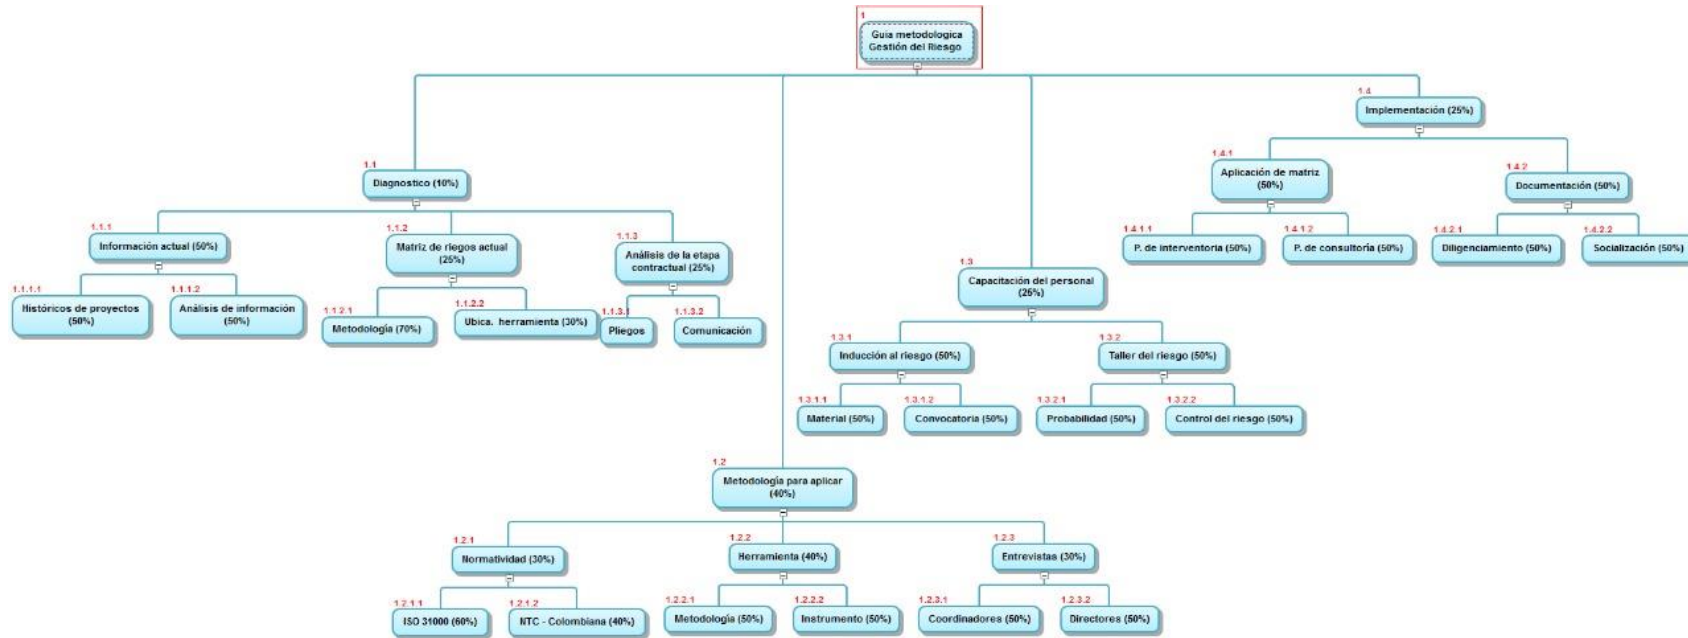 1
Guia metodologica
Gestión del Riesgo
1.1
Diagnostico (10%)
1.1.1
Información actual (50%)
1.1.1.1
Históricos de proyectos
(50%)
1.1.1.2
Análisis de información
(50%)
1.1.2
Matriz de riegos actual
(25%)
1.1.2.1
Metodología (70%)
1.1.2.2
Ubica. herramienta (30%)
1.1.3
Análisis de la etapa
contractual (25%)
1.1.3.1
Pliegos
1.1.3.2
Comunicación
1.2
Metodología para aplicar
(40%)
1.2.1
Normatividad (30%)
1.2.1.1
ISO 31000 (60%)
1.2.1.2
NTC - Colombiana (40%)
1.2.2
Herramienta (40%)
1.2.2.1
Metodología (50%)
1.2.2.2
Instrumento (50%)
1.2.3
Entrevistas (30%)
1.2.3.1
Coordinadores (50%)
1.2.3.2
Directores (50%)
1.3
Capacitación del personal
(25%)
1.3.1
Inducción al riesgo (50%)
1.3.1.1
Material (50%)
1.3.1.2
Convocatoria (50%)
1.3.2
Taller del riesgo (50%)
1.3.2.1
Probabilidad (50%)
1.3.2.2
Control del riesgo (50%)
1.4
Implementación (25%)
1.4.1
Aplicación de matriz
(50%)
1.4.1.1
P. de interventoria (50%)
1.4.1.2
P. de consultoría (50%)
1.4.2
Documentación (50%)
1.4.2.1
Diligenciamiento (50%)
1.4.2.2
Socialización (50%)